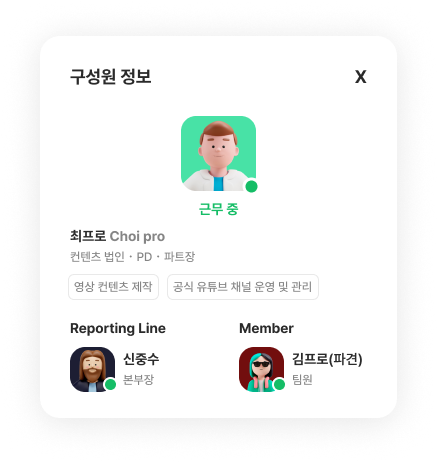 구성원 정보 X
근무 중
최프로 Choi pro
컨텐츠 법인 · PD · 파트장
영상 컨텐츠 제작 공식 유튜브 채널 운영 및 관리
Reporting Line Member
신중수 김프로(파견)
본부장 팀원